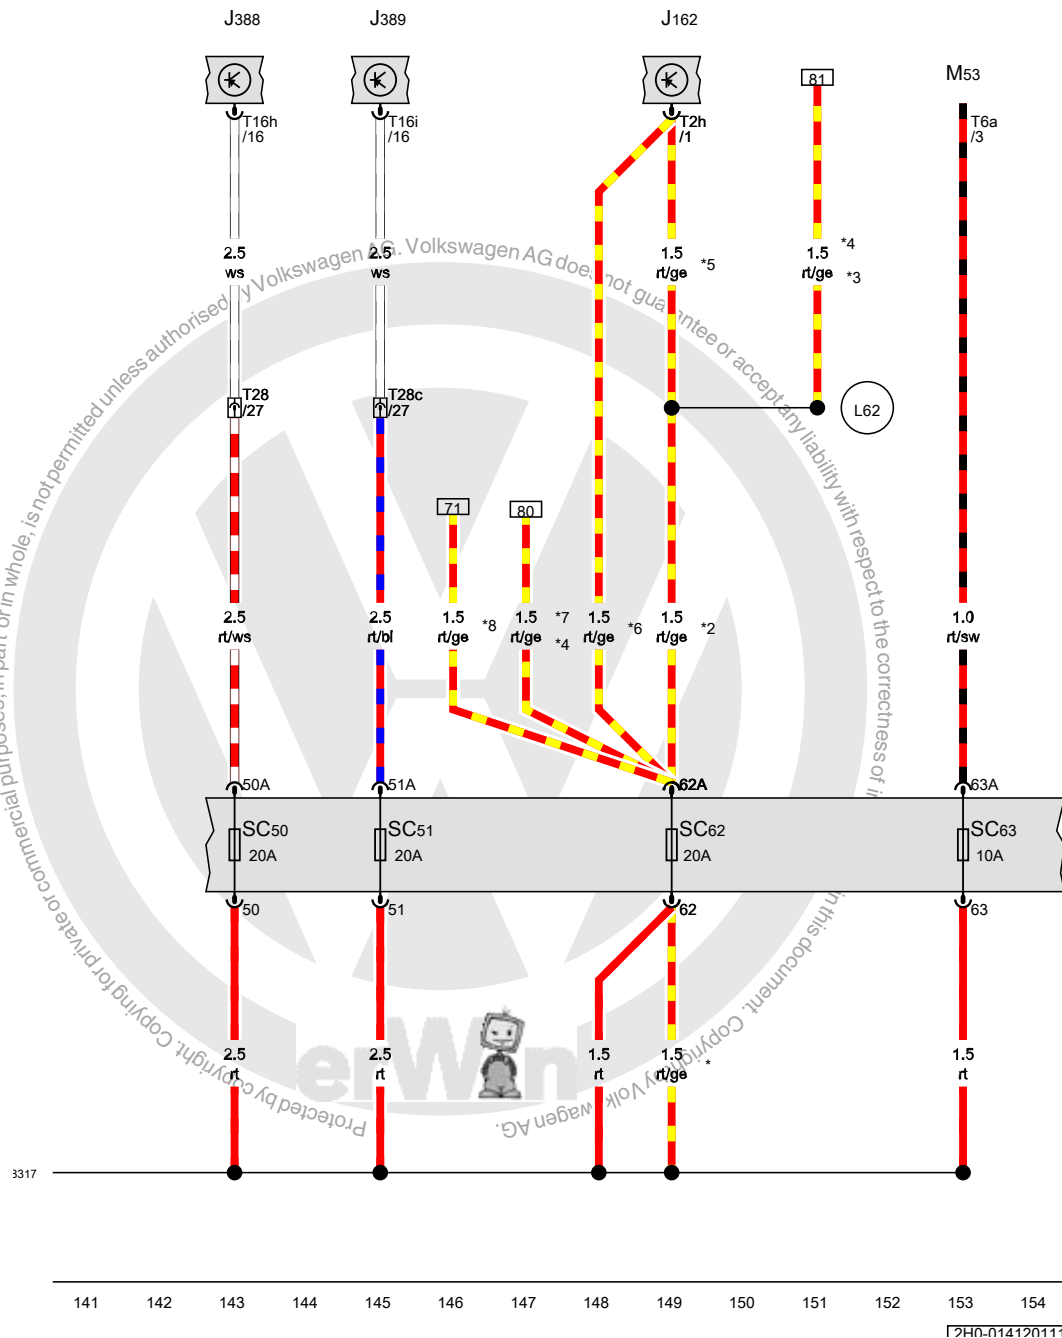 J388 J389 J162
81 M53
T16h /16 T16i /16 T2h /1 T6a /3
Protected by copyright. Copying for private or commercial purposes, in part or in whole, is not permitted unless authorised by Volkswagen AG. Volkswagen AG does not guarantee or accept any liability with respect to the correctness of in this document. Copyright by Volkswagen AG.
2.5 ws 2.5 ws 1.5 rt/ge *5 1.5 rt/ge *4 *3
T28 /27 T28c /27 L62
71 80
2.5 rt/ws 2.5 rt/bl 1.5 rt/ge *8 1.5 rt/ge *7 *4 1.5 rt/ge *6 1.5 rt/ge *2 1.0 rt/sw
50A 51A 62A 63A
SC50 20A SC51 20A SC62 20A SC63 10A
50 51 62 63
erWin
2.5 rt 2.5 rt 1.5 rt 1.5 rt/ge * 1.5 rt
141 142 143 144 145 146 147 148 149 150 151 152 153 154
2H0-014120111